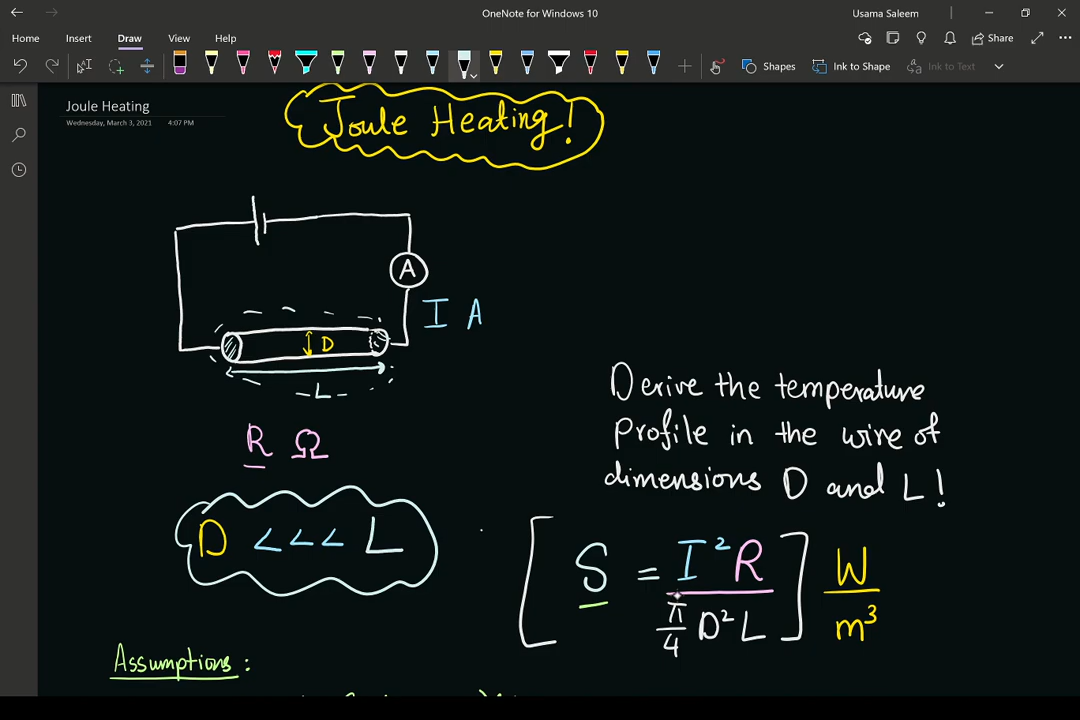 OneNote for Windows 10
Usama Saleem
Home Insert Draw View Help
Share
Shapes Ink to Shape Ink to Text
Joule Heating
Wednesday, March 3, 2021 4:07 PM
Joule Heating!
A
I A
D
L
R Ω
D <<< L
Derive the temperature
Profile in the wire of
dimensions D and L!
[ S = I²R / (π/4 D²L) ] W/m³
Assumptions: